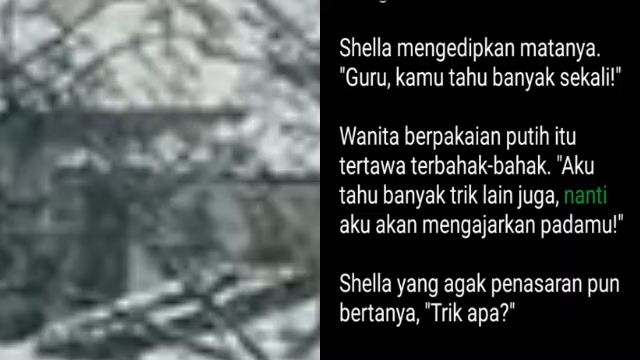 Shella mengedipkan matanya.
"Guru, kamu tahu banyak sekali!"
Wanita berpakaian putih itu
tertawa terbahak-bahak. "Aku
tahu banyak trik lain juga, nanti
aku akan mengajarkan padamu!"
Shella yang agak penasaran pun
bertanya, "Trik apa?"